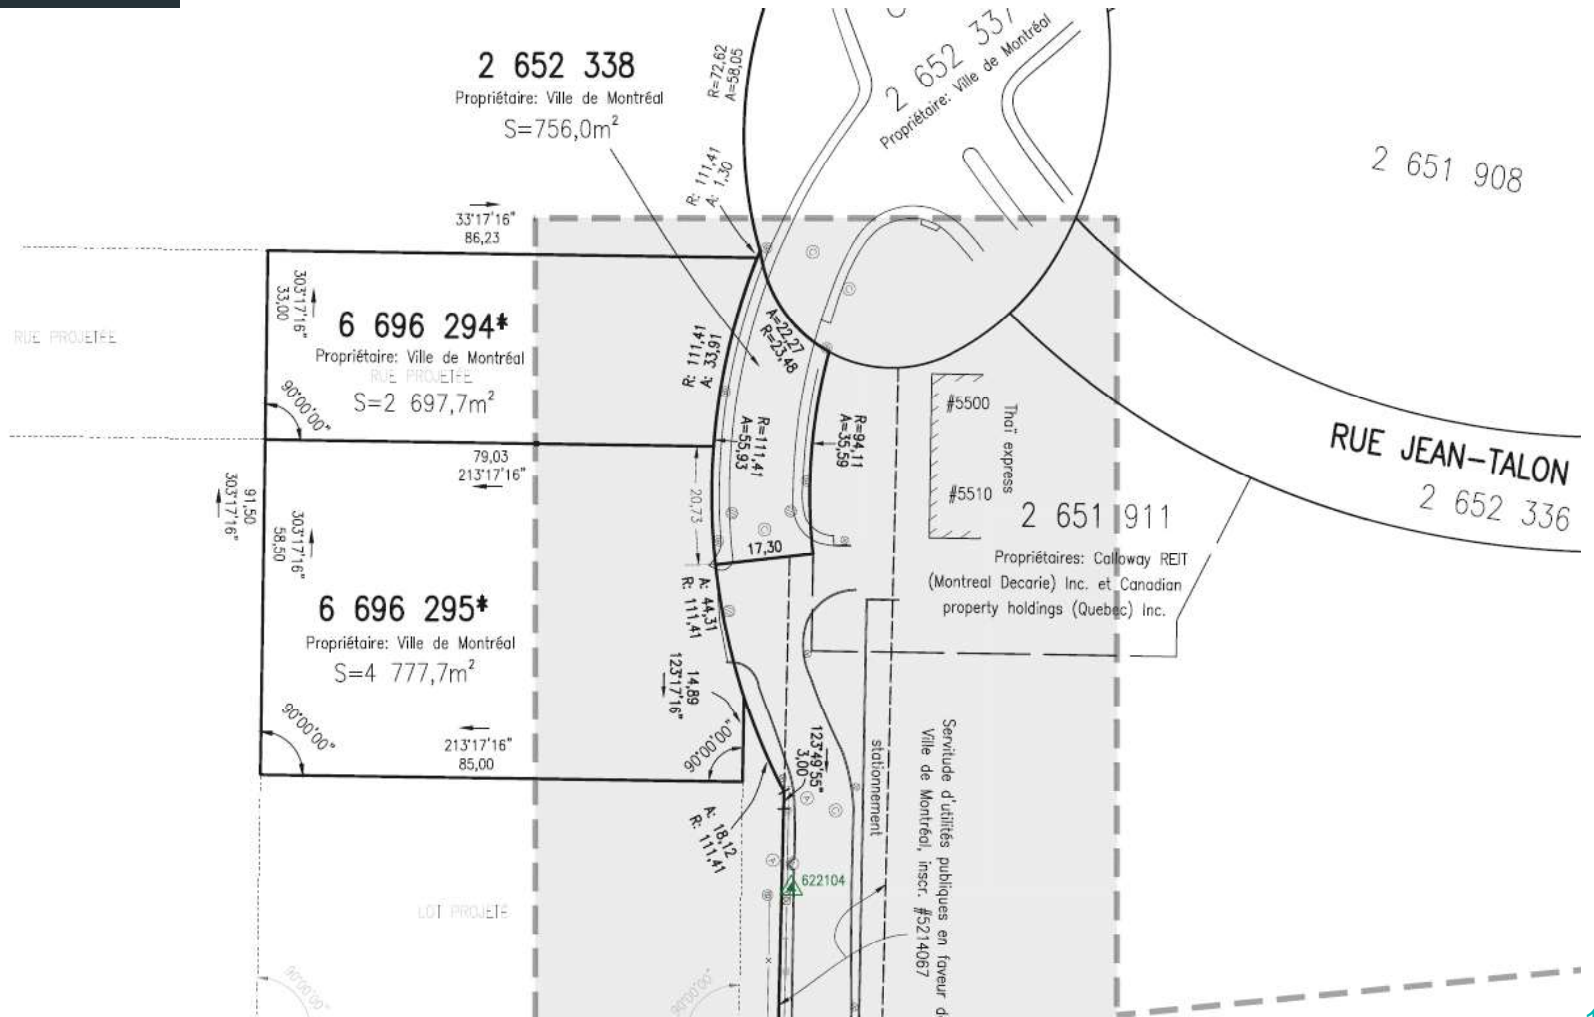 2 652 338
Propriétaire: Ville de Montréal
S=756,0m²
R=72,62
A=58,05
2 652 337
Propriétaire: Ville de Montréal
2 651 908
R: 111,41
A: 1,30
33°17'16"
86,23
303°17'16"
33,00
6 696 294*
Propriétaire: Ville de Montréal
RUE PROJETÉE
S=2 697,7m²
90°00'00"
RUE PROJETÉE
R: 111,41
A: 33,91
A=22,27
R=23,48
R=111,41
A=55,93
R=94,11
A=35,59
#5500
Thaï express
#5510
RUE JEAN-TALON
2 652 336
2 651 911
Propriétaires: Calloway REIT
(Montreal Decarie) Inc. et Canadian
property holdings (Quebec) Inc.
79,03
213°17'16"
91,50
303°17'16"
303°17'16"
58,50
20,73
17,30
6 696 295*
Propriétaire: Ville de Montréal
S=4 777,7m²
A: 44,31
R: 111,41
14,89
123°17'16"
90°00'00"
90°00'00"
213°17'16"
85,00
123°49'55"
3,00
A: 18,12
R: 111,41
stationnement
Servitude d'utilités publiques en faveur de
Ville de Montréal, inscr. #5214067
622104
LOT PROJETÉ
90°00'00"
90°00'00"